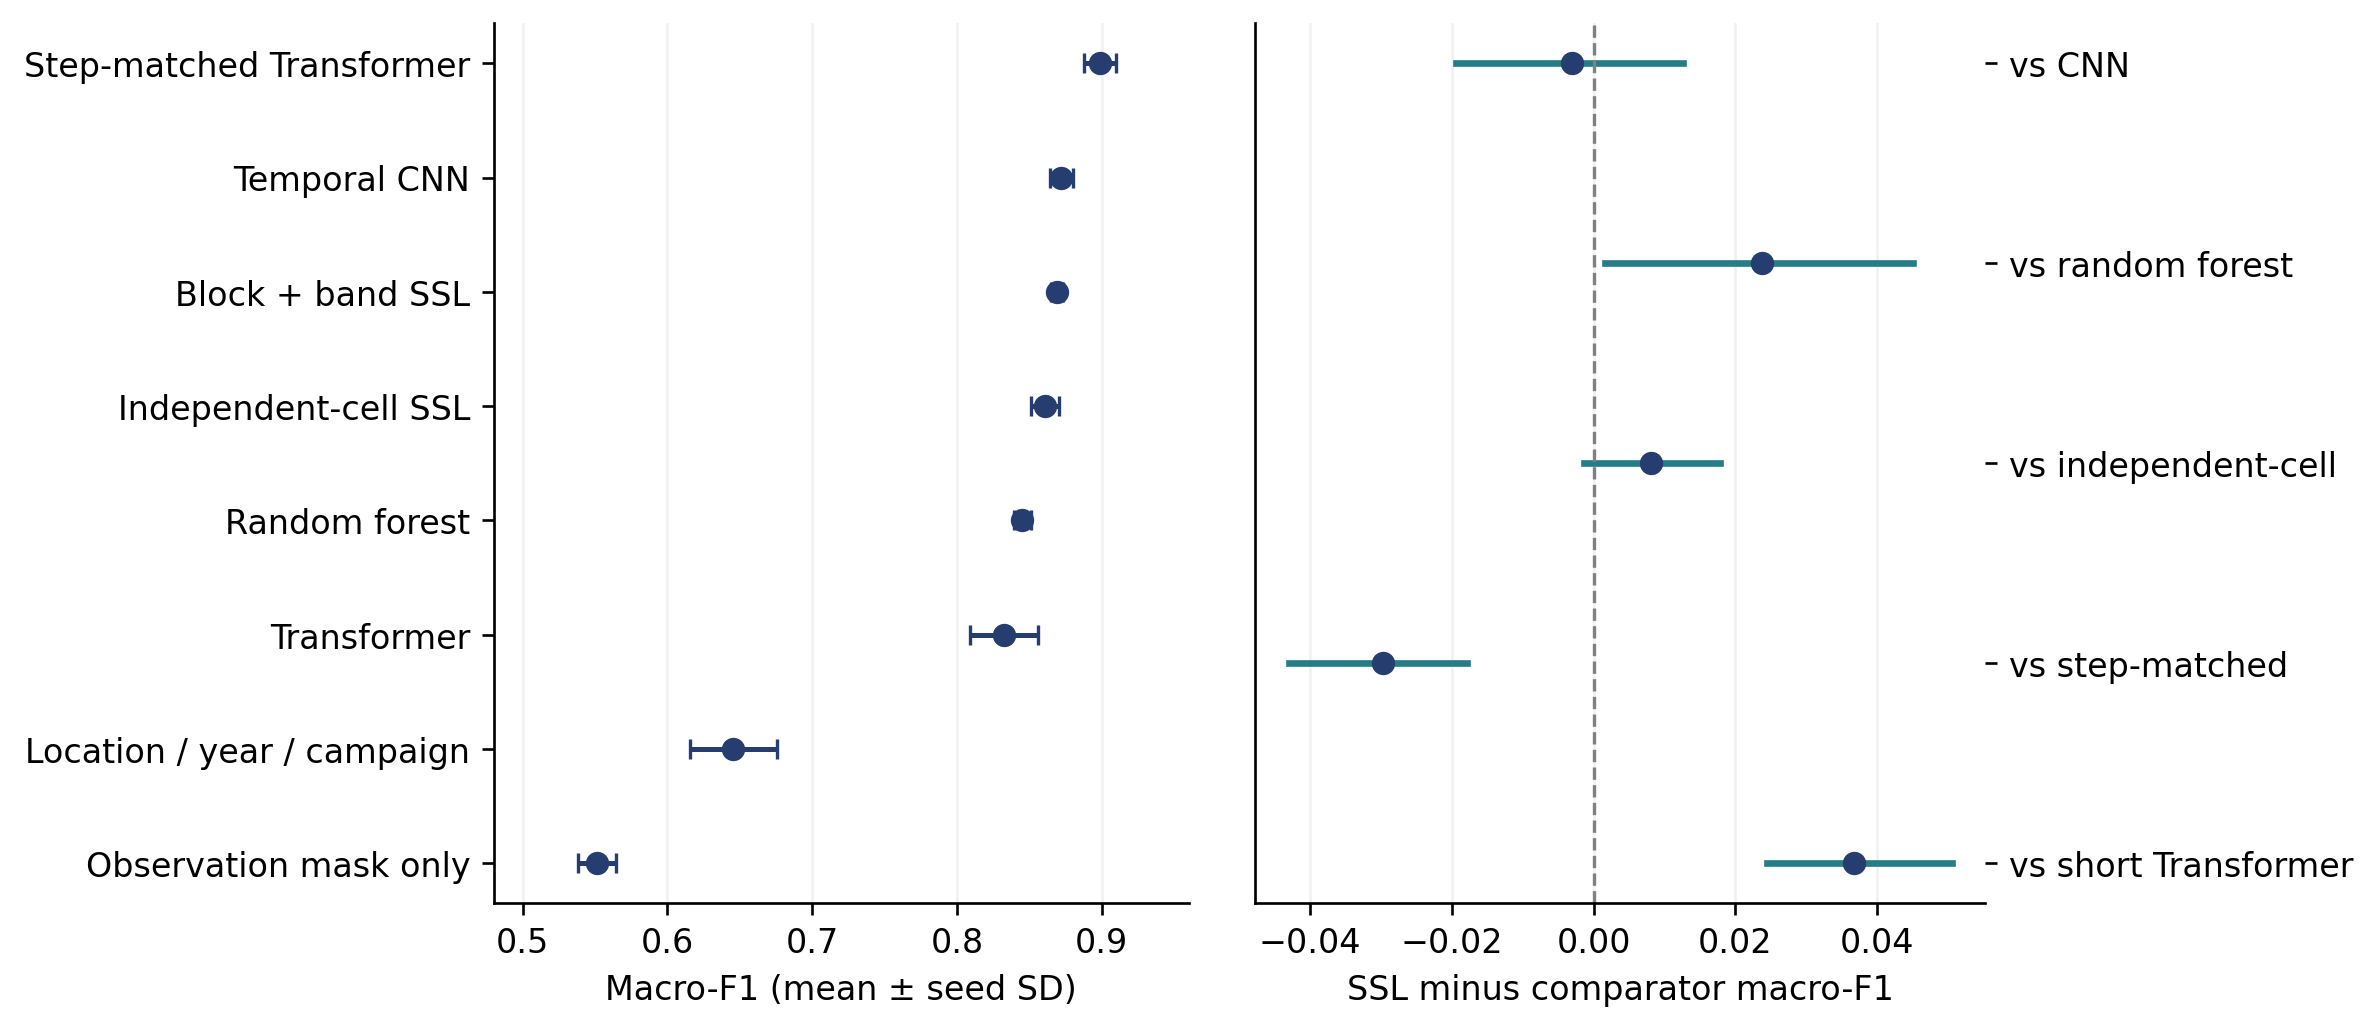 Step-matched Transformer
Temporal CNN
Block + band SSL
Independent-cell SSL
Random forest
Transformer
Location / year / campaign
Observation mask only
0.5 0.6 0.7 0.8 0.9
Macro-F1 (mean ± seed SD)
vs CNN
vs random forest
vs independent-cell
vs step-matched
vs short Transformer
−0.04 −0.02 0.00 0.02 0.04
SSL minus comparator macro-F1